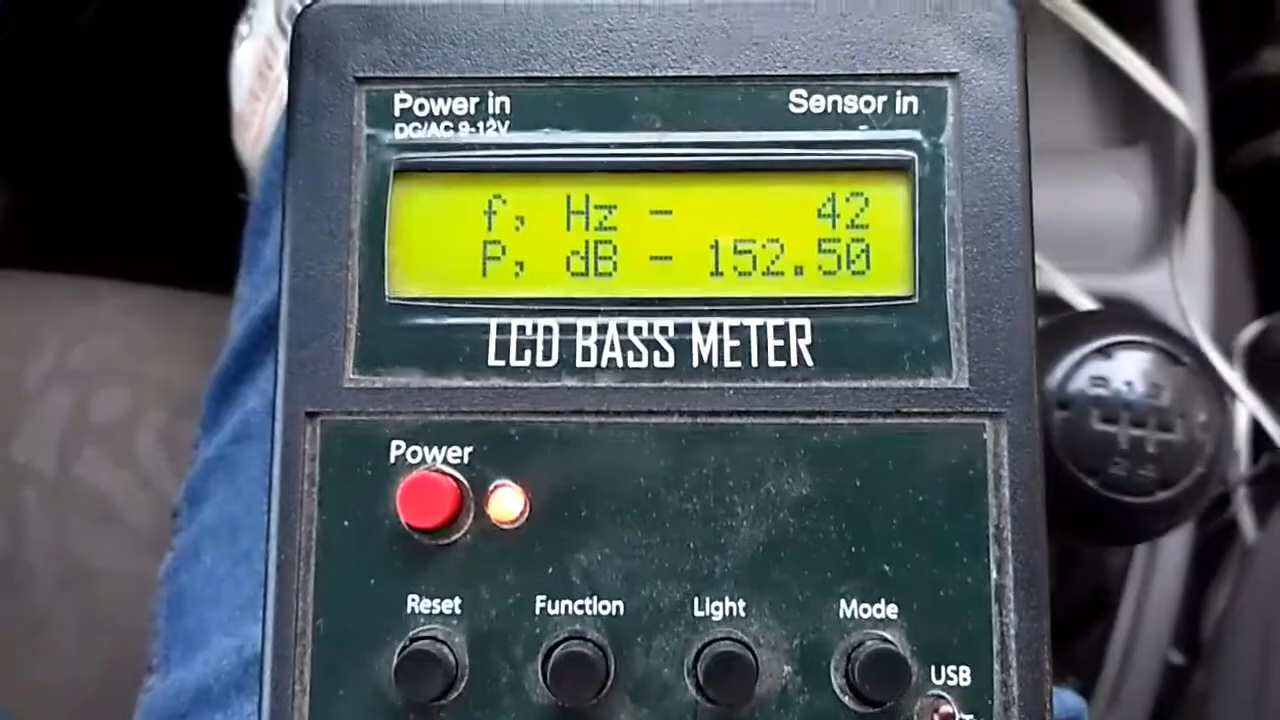 Power in
Sensor in
DC/AC 9-12V
f, Hz - 42
P, dB - 152.50
LCD BASS METER
Power
Reset
Function
Light
Mode
USB